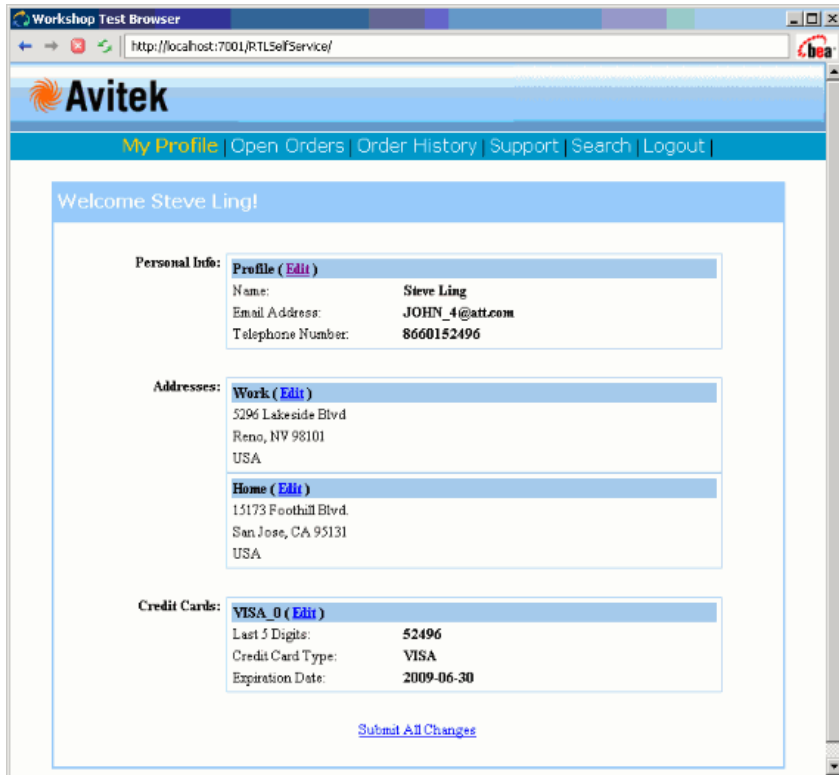 Workshop Test Browser
http://localhost:7001/RTLSelfService/
bea
Avitek
My Profile | Open Orders | Order History | Support | Search | Logout |
Welcome Steve Ling!
Personal Info: Profile ( Edit )
Name: Steve Ling
Email Address: JOHN_4@att.com
Telephone Number: 8660152496
Addresses: Work ( Edit )
5296 Lakeside Blvd
Reno, NV 98101
USA
Home ( Edit )
15173 Foothill Blvd.
San Jose, CA 95131
USA
Credit Cards: VISA_0 ( Edit )
Last 5 Digits: 52496
Credit Card Type: VISA
Expiration Date: 2009-06-30
Submit All Changes